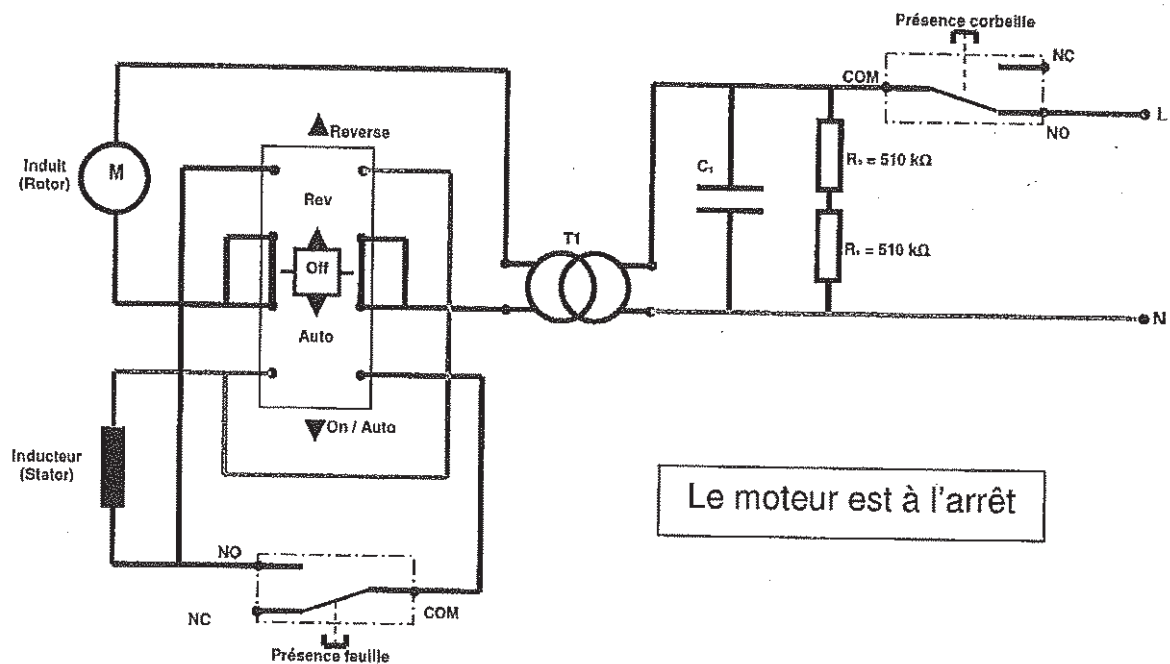 Présence corbeille
NC
COM
L
NO
Reverse
Induit
(Rotor)
M
Rev
C₁
R₂ = 510 kΩ
T1
Off
R₁ = 510 kΩ
N
Auto
On / Auto
Inducteur
(Stator)
Le moteur est à l'arrêt
NO
NC
COM
Présence feuille